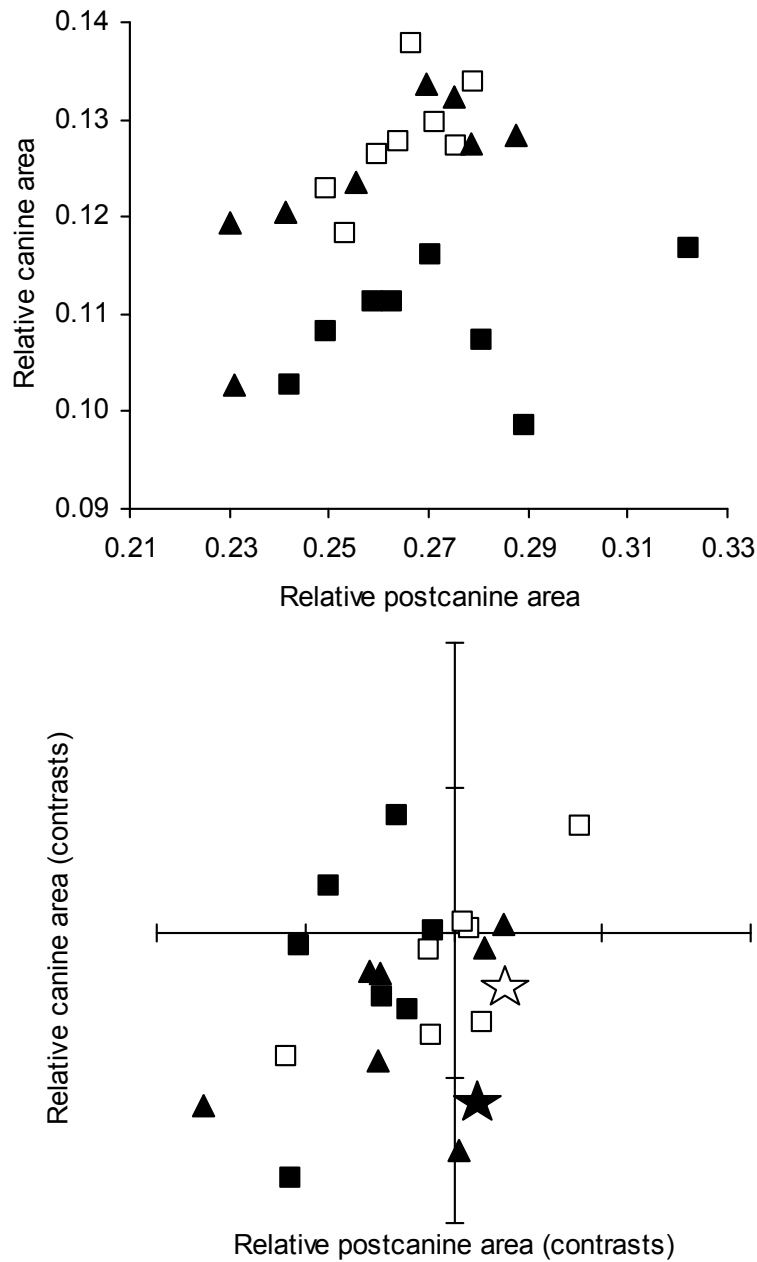 0.14
0.13
0.12
0.11
0.10
0.09
Relative canine area
0.21 0.23 0.25 0.27 0.29 0.31 0.33
Relative postcanine area
Relative canine area (contrasts)
Relative postcanine area (contrasts)